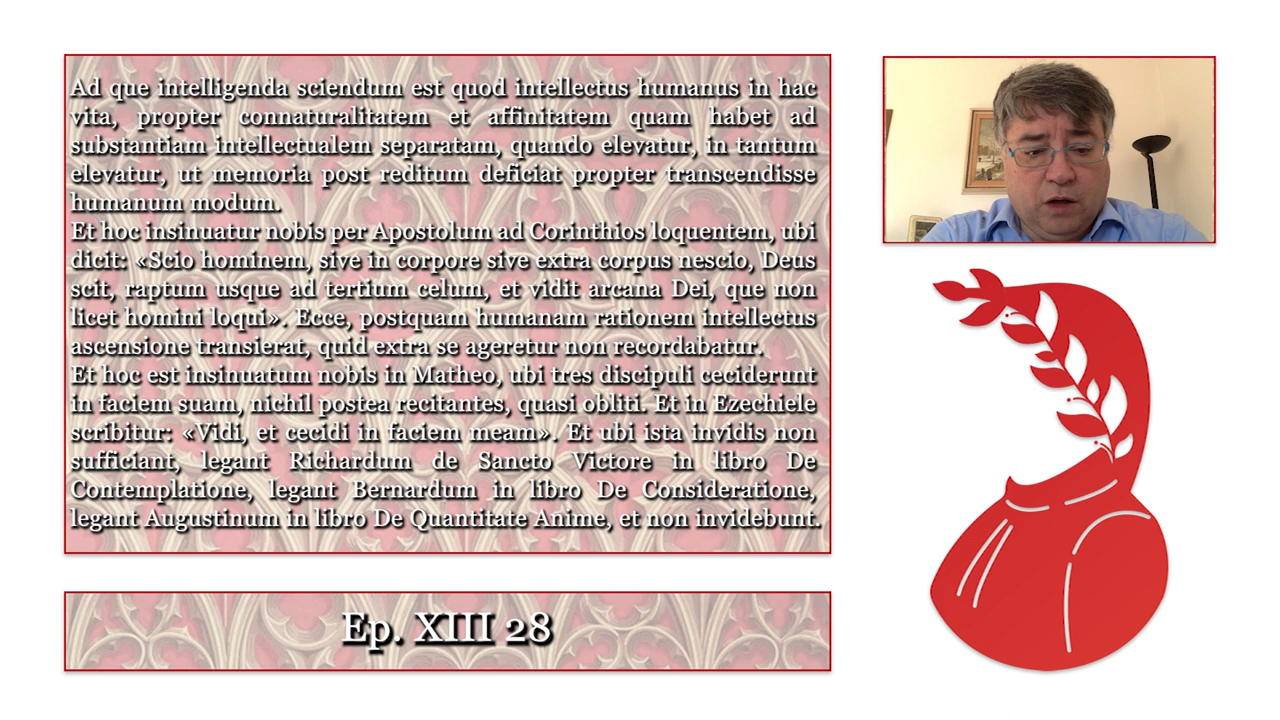 Ad que intelligenda sciendum est quod intellectus humanus in hac
vita, propter connaturalitatem et affinitatem quam habet ad
substantiam intellectualem separatam, quando elevatur, in tantum
elevatur, ut memoria post reditum deficiat propter transcendisse
humanum modum.
Et hoc insinuatur nobis per Apostolum ad Corinthios loquentem, ubi
dicit: «Scio hominem, sive in corpore sive extra corpus nescio, Deus
scit, raptum usque ad tertium celum, et vidit arcana Dei, que non
licet homini loqui». Ecce, postquam humanam rationem intellectus
ascensione transierat, quid extra se ageretur non recordabatur.
Et hoc est insinuatum nobis in Matheo, ubi tres discipuli ceciderunt
in faciem suam, nichil postea recitantes, quasi obliti. Et in Ezechiele
scribitur: «Vidi, et cecidi in faciem meam». Et ubi ista invidis non
sufficiant, legant Richardum de Sancto Victore in libro De
Contemplatione, legant Bernardum in libro De Consideratione,
legant Augustinum in libro De Quantitate Anime, et non invidebunt.
Ep. XIII 28